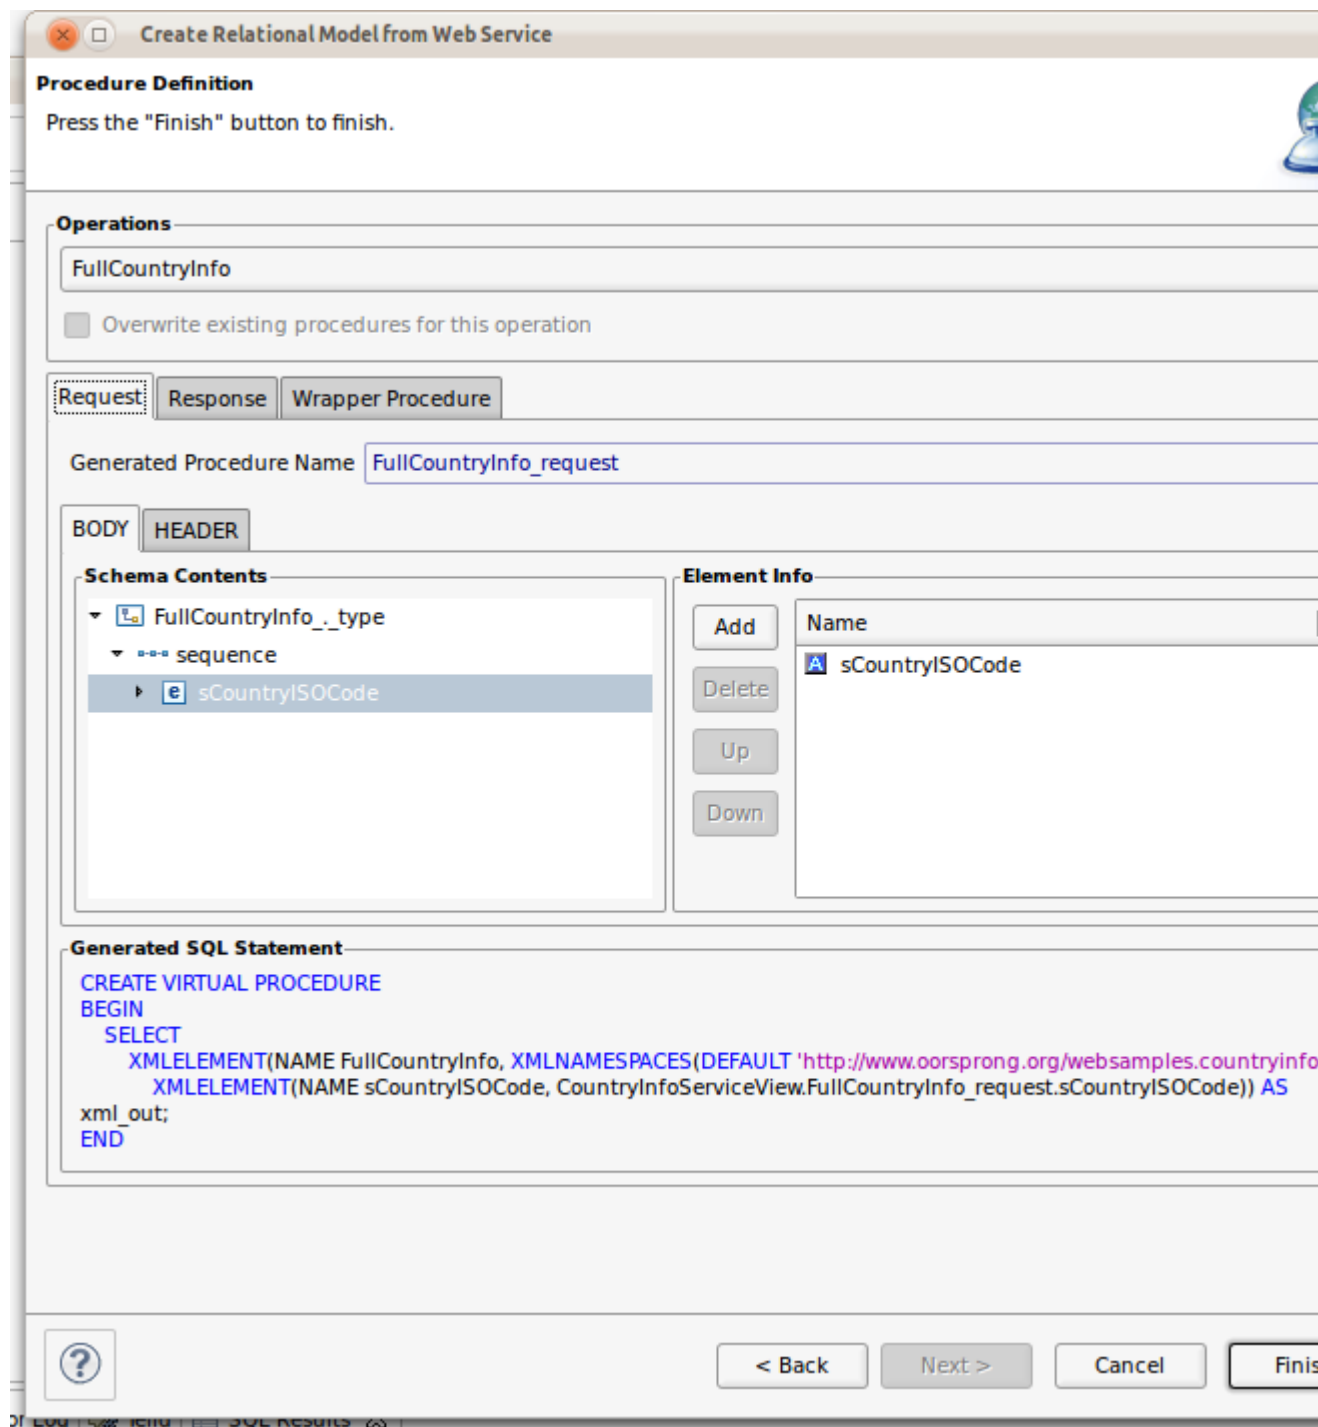 Create Relational Model from Web Service
Procedure Definition
Press the "Finish" button to finish.
Operations
FullCountryInfo
Overwrite existing procedures for this operation
Request Response Wrapper Procedure
Generated Procedure Name FullCountryInfo_request
BODY HEADER
Schema Contents Element Info
FullCountryInfo_._type Add Name
sequence
e sCountryISOCode A sCountryISOCode
Delete
Up
Down
Generated SQL Statement
CREATE VIRTUAL PROCEDURE
BEGIN
SELECT
XMLELEMENT(NAME FullCountryInfo, XMLNAMESPACES(DEFAULT 'http://www.oorsprong.org/websamples.countryinfo
XMLELEMENT(NAME sCountryISOCode, CountryInfoServiceView.FullCountryInfo_request.sCountryISOCode)) AS
xml_out;
END
? < Back Next > Cancel Finis
SQL Results